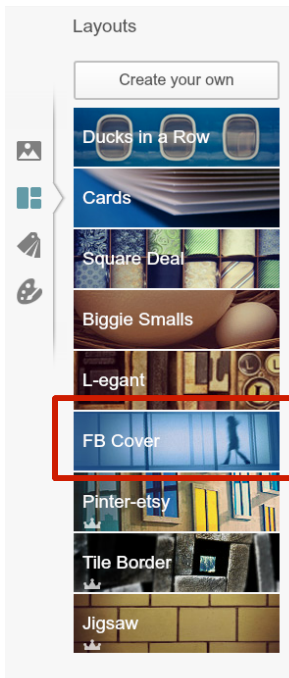 Layouts
Create your own
Ducks in a Row
Cards
Square Deal
Biggie Smalls
L-egant
FB Cover
Pinter-etsy
Tile Border
Jigsaw